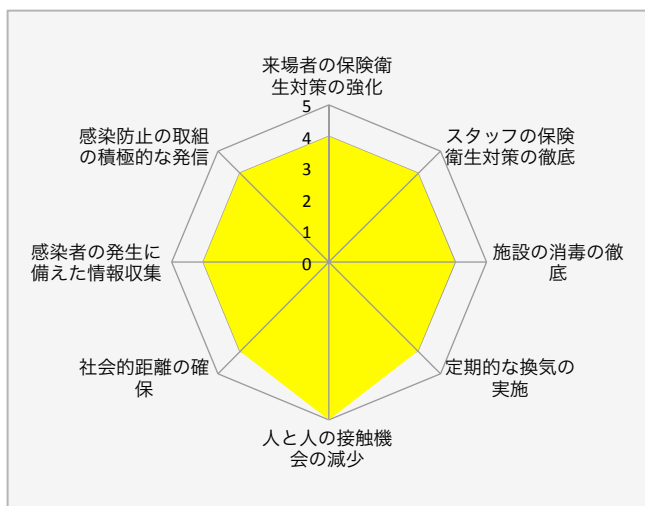 来場者の保険衛
生対策の強化
スタッフの保険
衛生対策の徹底
施設の消毒の徹
底
定期的な換気の
実施
人と人の接触機
会の減少
社会的距離の確
保
感染者の発生に
備えた情報収集
感染防止の取組
の積極的な発信
5
4
3
2
1
0